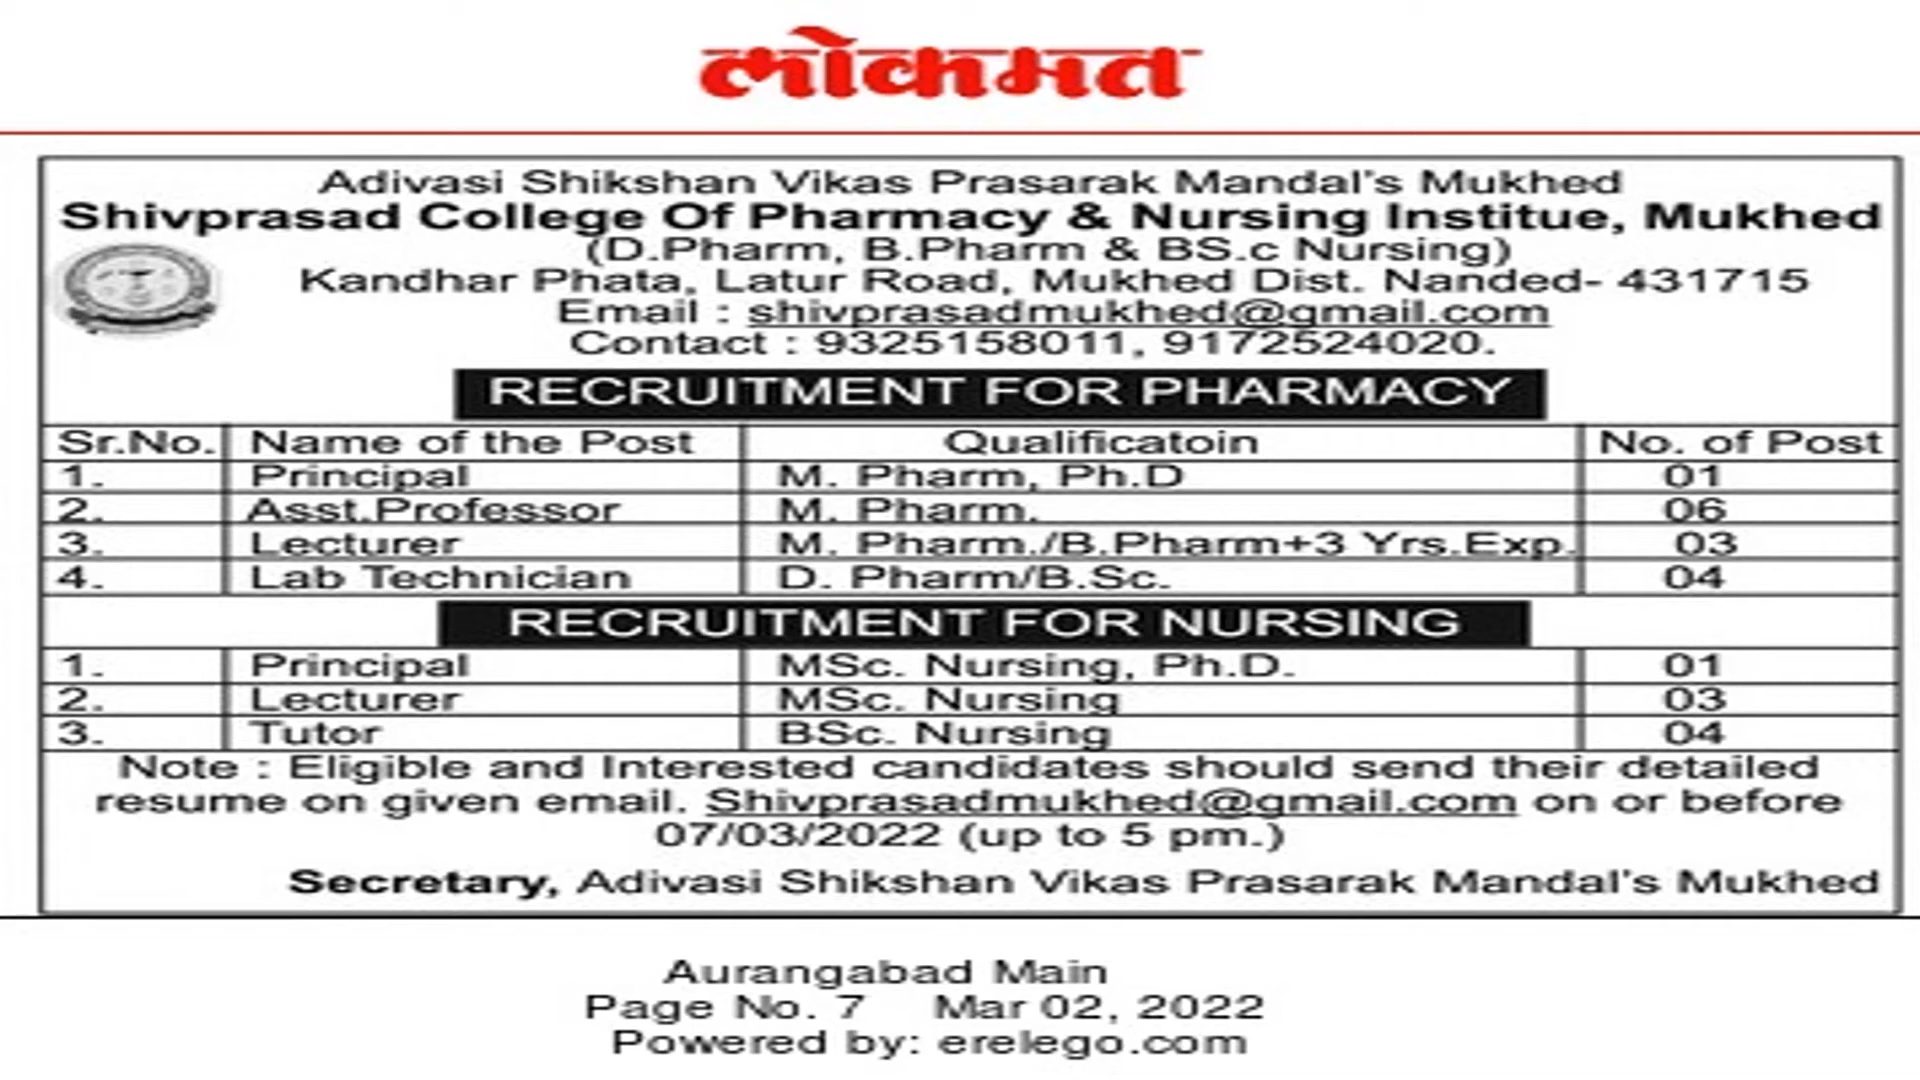 लोकमत
Adivasi Shikshan Vikas Prasarak Mandal's Mukhed
Shivprasad College Of Pharmacy & Nursing Institue, Mukhed
(D.Pharm, B.Pharm & BS.c Nursing)
Kandhar Phata, Latur Road, Mukhed Dist. Nanded- 431715
Email : shivprasadmukhed@gmail.com
Contact : 9325158011, 9172524020.
RECRUITMENT FOR PHARMACY
Sr.No. Name of the Post Qualificatoin No. of Post
1. Principal M. Pharm, Ph.D 01
2. Asst.Professor M. Pharm. 06
3. Lecturer M. Pharm./B.Pharm+3 Yrs.Exp. 03
4. Lab Technician D. Pharm/B.Sc. 04
RECRUITMENT FOR NURSING
1. Principal MSc. Nursing, Ph.D. 01
2. Lecturer MSc. Nursing 03
3. Tutor BSc. Nursing 04
Note : Eligible and Interested candidates should send their detailed
resume on given email. Shivprasadmukhed@gmail.com on or before
07/03/2022 (up to 5 pm.)
Secretary, Adivasi Shikshan Vikas Prasarak Mandal's Mukhed
Aurangabad Main
Page No. 7 Mar 02, 2022
Powered by: erelego.com